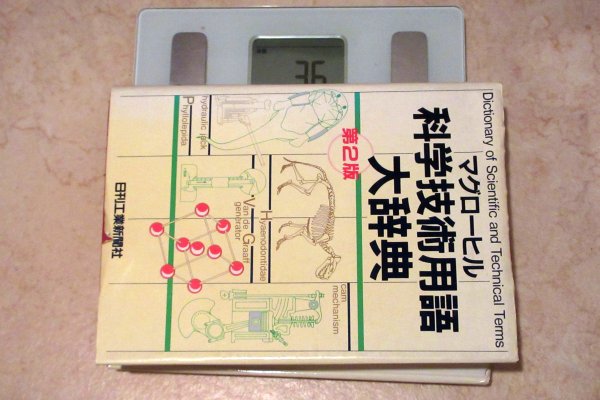 Dictionary of Scientific and Technical Terms
マグローヒル
科学技術用語
大辞典
第2版
hydraulic jack
Phyllolepida
Hyaenodontidae
Van de Graaff
generator
cam
mechanism
日刊工業新聞社